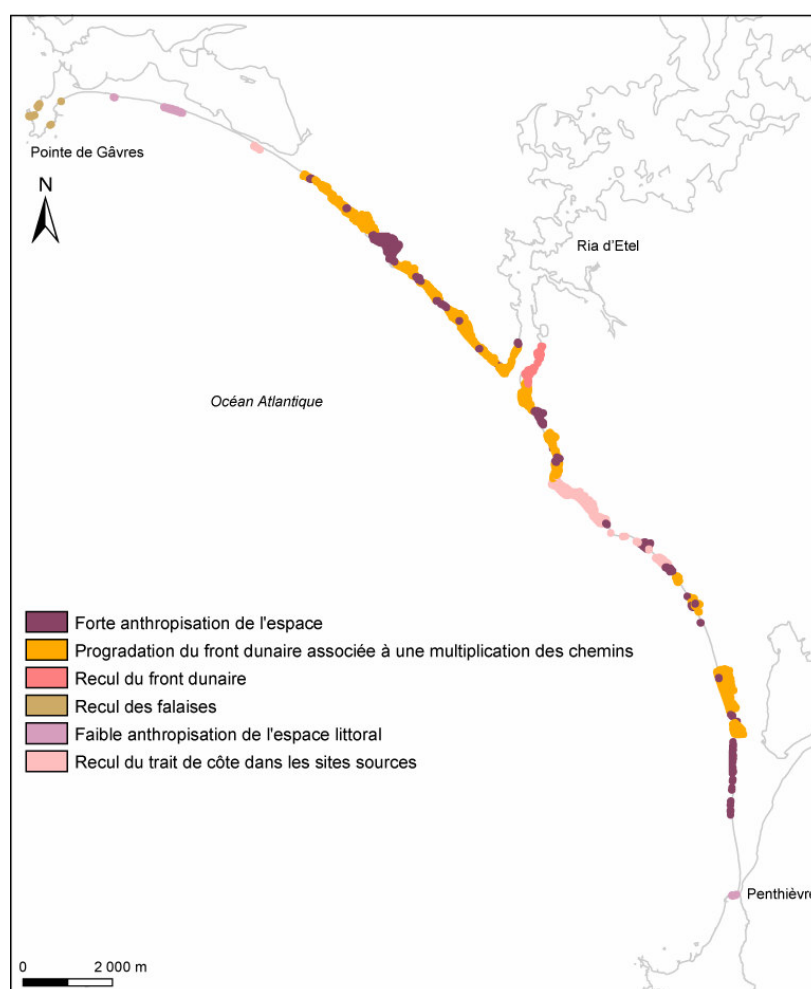 Pointe de Gâvres
N
Ria d'Etel
Océan Atlantique
Forte anthropisation de l'espace
Progradation du front dunaire associée à une multiplication des chemins
Recul du front dunaire
Recul des falaises
Faible anthropisation de l'espace littoral
Recul du trait de côte dans les sites sources
Penthièvre
0 2 000 m